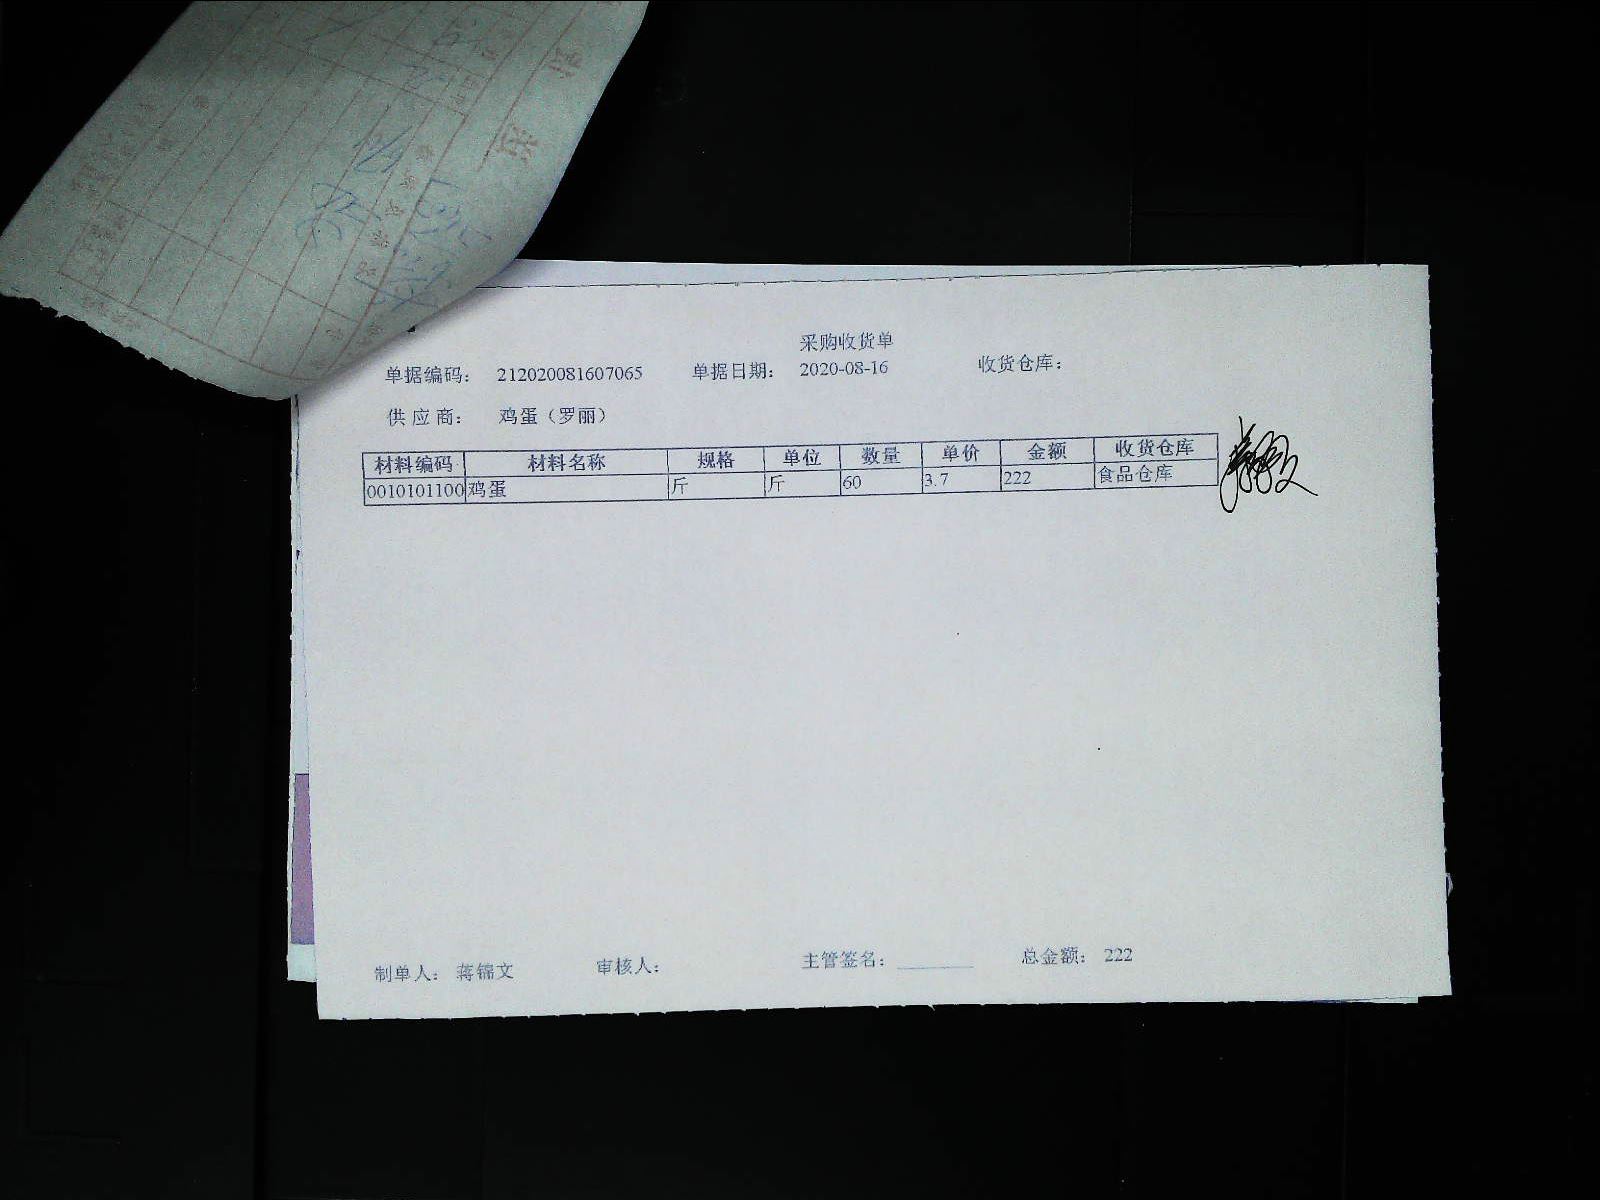 采购收货单
单据编码： 212020081607065 单据日期： 2020-08-16 收货仓库：
供应商： 鸡蛋（罗丽）
材料编码 材料名称 规格 单位 数量 单价 金额 收货仓库
0010101100 鸡蛋 斤 斤 60 3.7 222 食品仓库
制单人： 蒋锦文 审核人： 主管签名： 总金额： 222